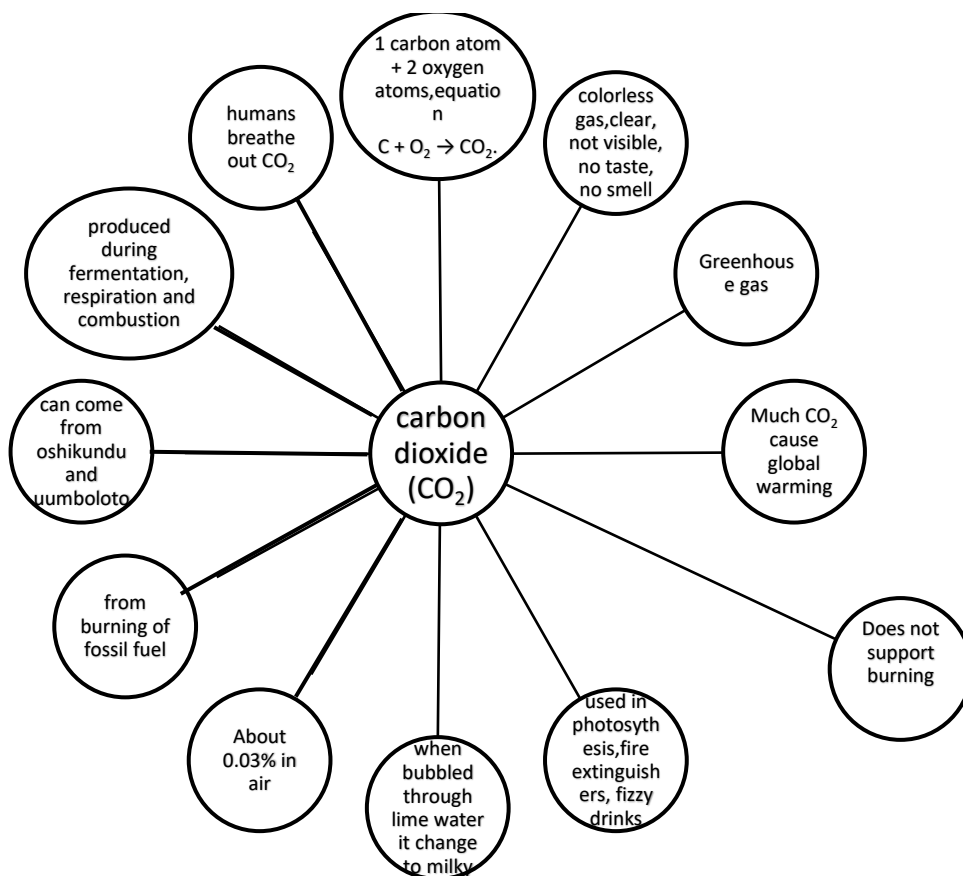 1 carbon atom
+ 2 oxygen
atoms,equatio
n
C + O₂ → CO₂.
colorless
gas,clear,
not visible,
no taste,
no smell
Greenhous
e gas
Much CO₂
cause
global
warming
Does not
support
burning
used in
photosyth
esis,fire
extinguish
ers, fizzy
drinks
when
bubbled
through
lime water
it change
to milky
About
0.03% in
air
from
burning of
fossil fuel
can come
from
oshikundu
and
uumboloto
produced
during
fermentation,
respiration and
combustion
humans
breathe
out CO₂
carbon
dioxide
(CO₂)